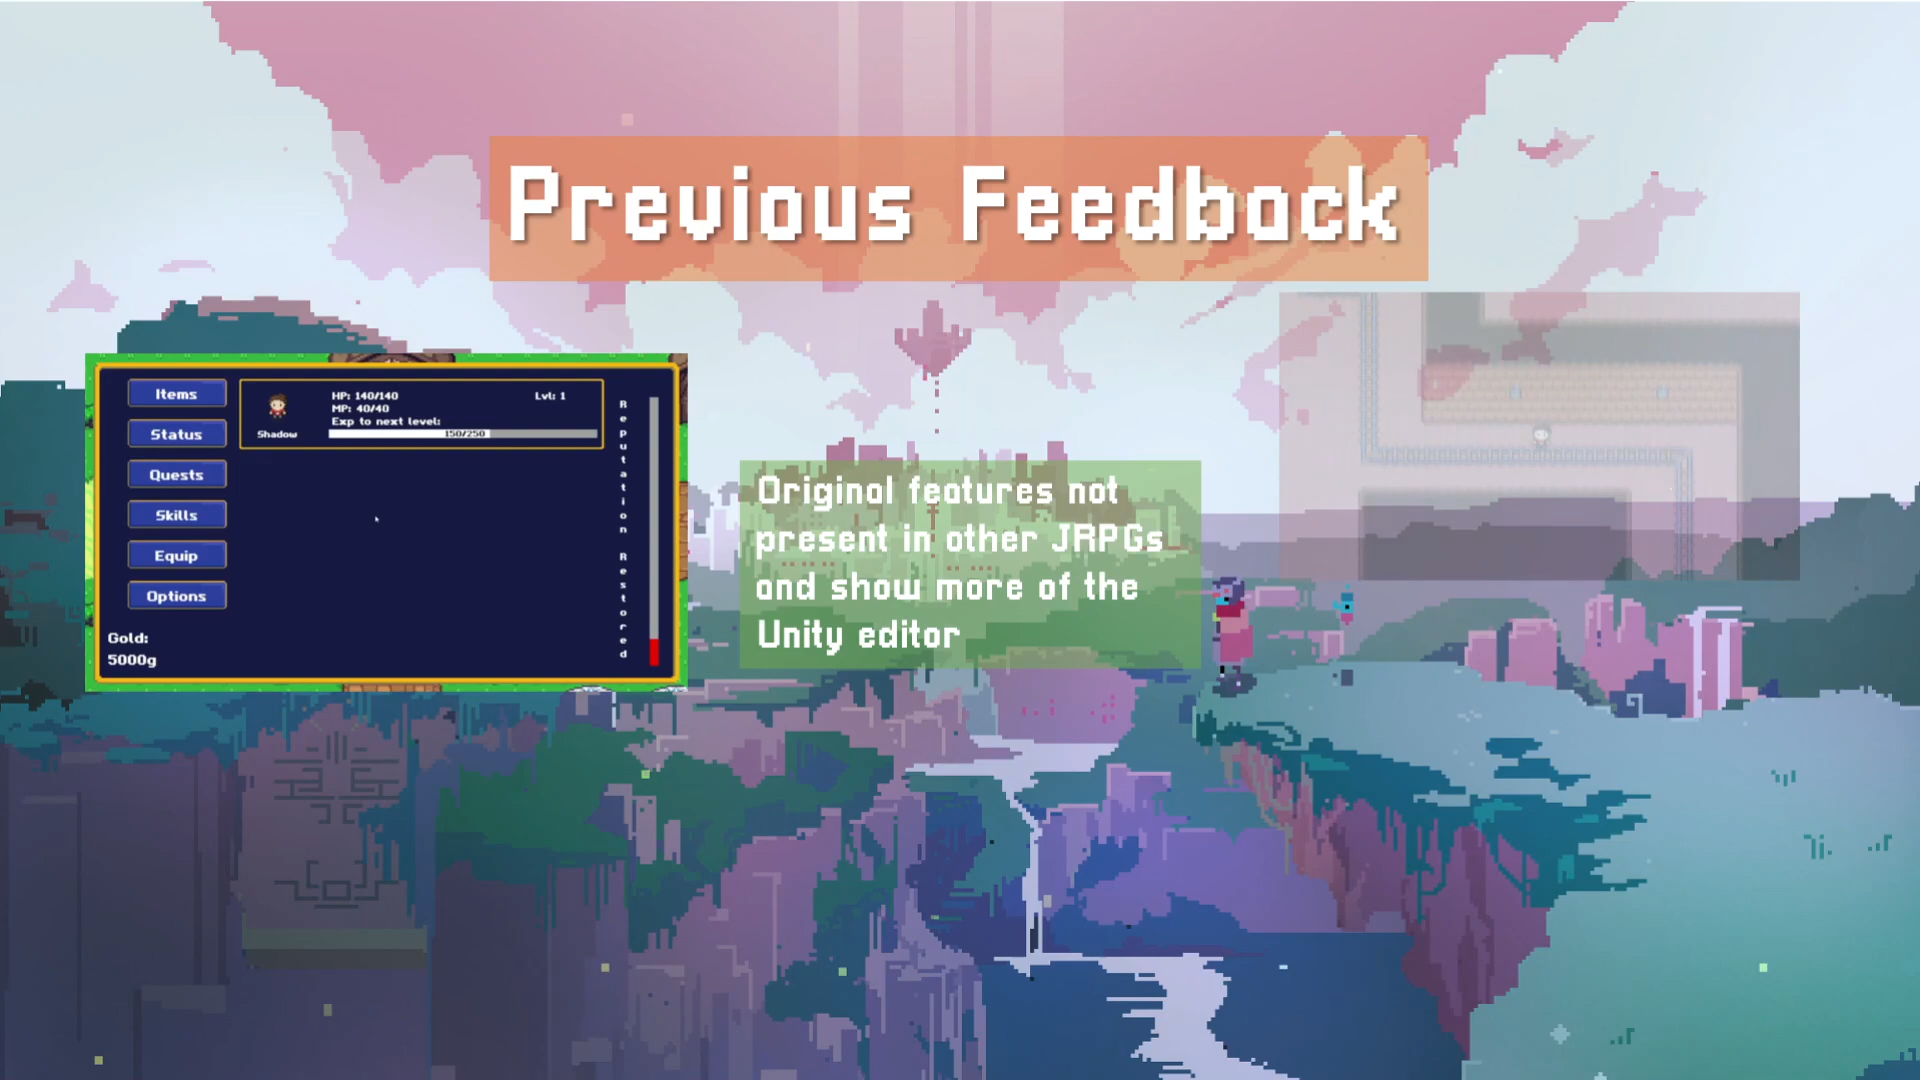 Previous Feedback
Items
Status
Quests
Skills
Equip
Options
Gold:
5000g
HP: 140/140
MP: 40/40
Exp to next level:
150/250
Lvl: 1
Shadow
Reputation Restored
Original features not
present in other JRPGs
and show more of the
Unity editor